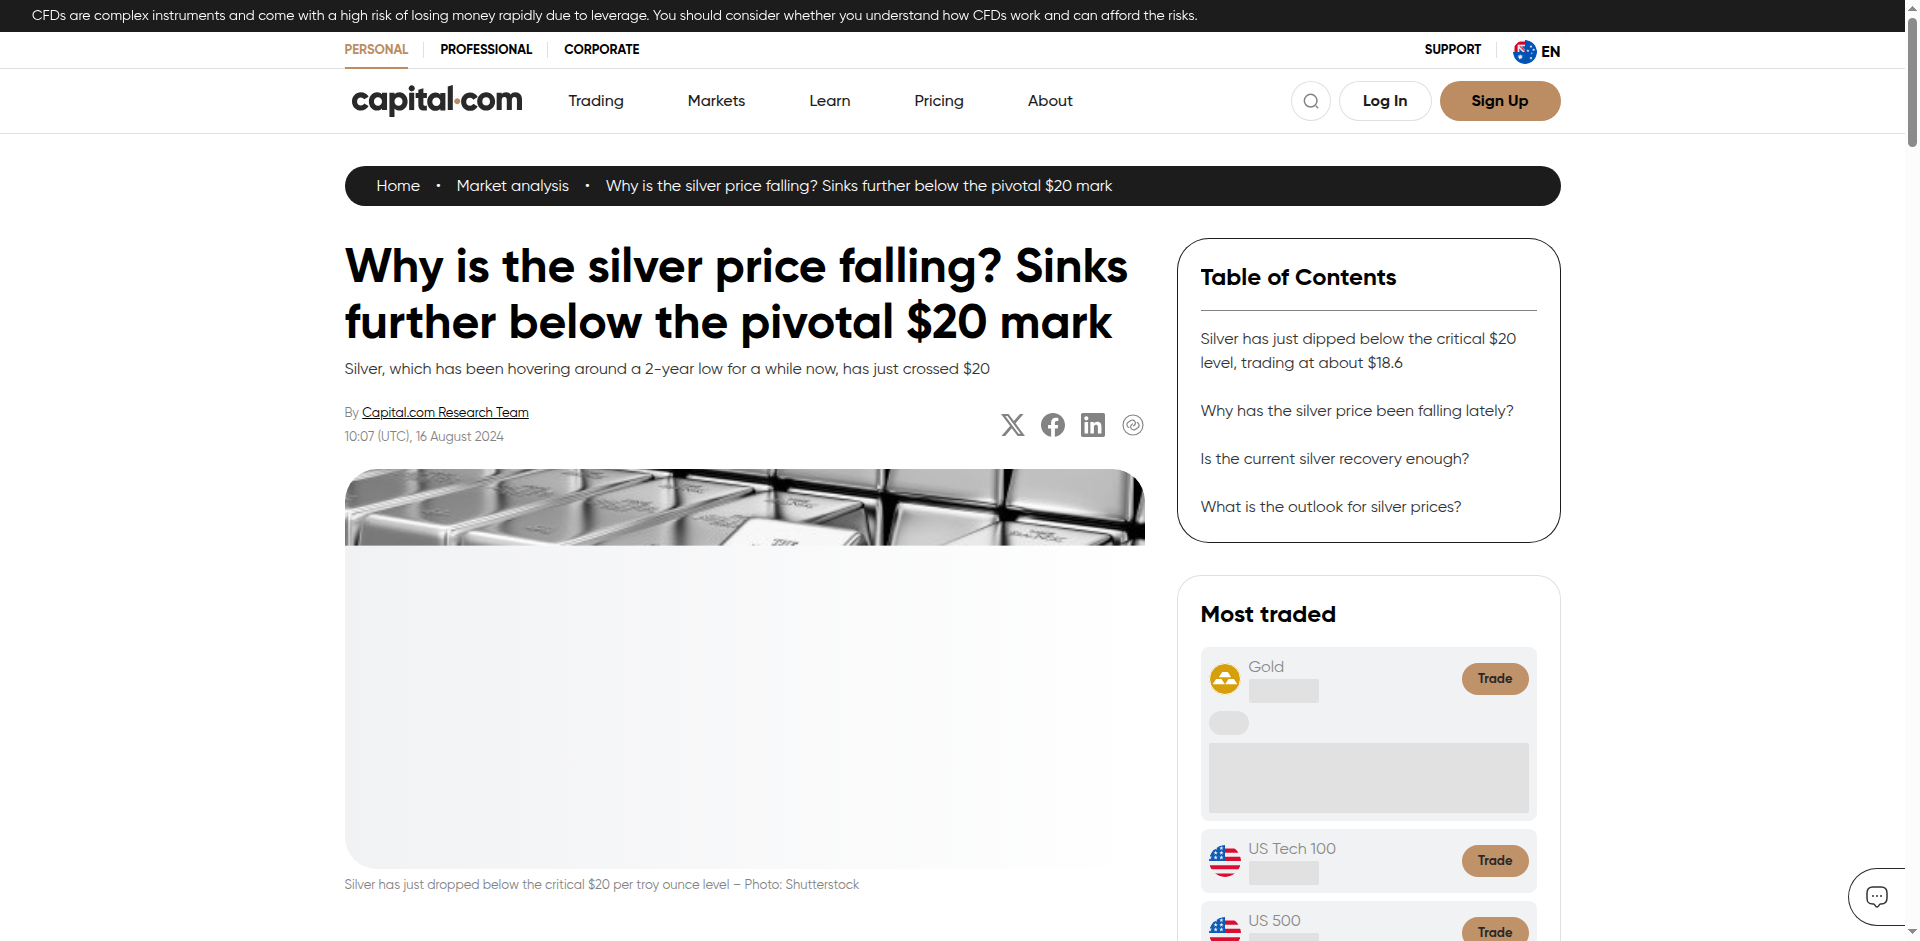 CFDs are complex instruments and come with a high risk of losing money rapidly due to leverage. You should consider whether you understand how CFDs work and can afford the risks.
PERSONAL
PROFESSIONAL
CORPORATE
SUPPORT
EN
capital.com
Trading
Markets
Learn
Pricing
About
Log In
Sign Up
Home • Market analysis • Why is the silver price falling? Sinks further below the pivotal $20 mark
Why is the silver price falling? Sinks
further below the pivotal $20 mark
Silver, which has been hovering around a 2-year low for a while now, has just crossed $20
By Capital.com Research Team
10:07 (UTC), 16 August 2024
Silver has just dropped below the critical $20 per troy ounce level – Photo: Shutterstock
Table of Contents
Silver has just dipped below the critical $20
level, trading at about $18.6
Why has the silver price been falling lately?
Is the current silver recovery enough?
What is the outlook for silver prices?
Most traded
Gold
Trade
US Tech 100
Trade
US 500
Trade